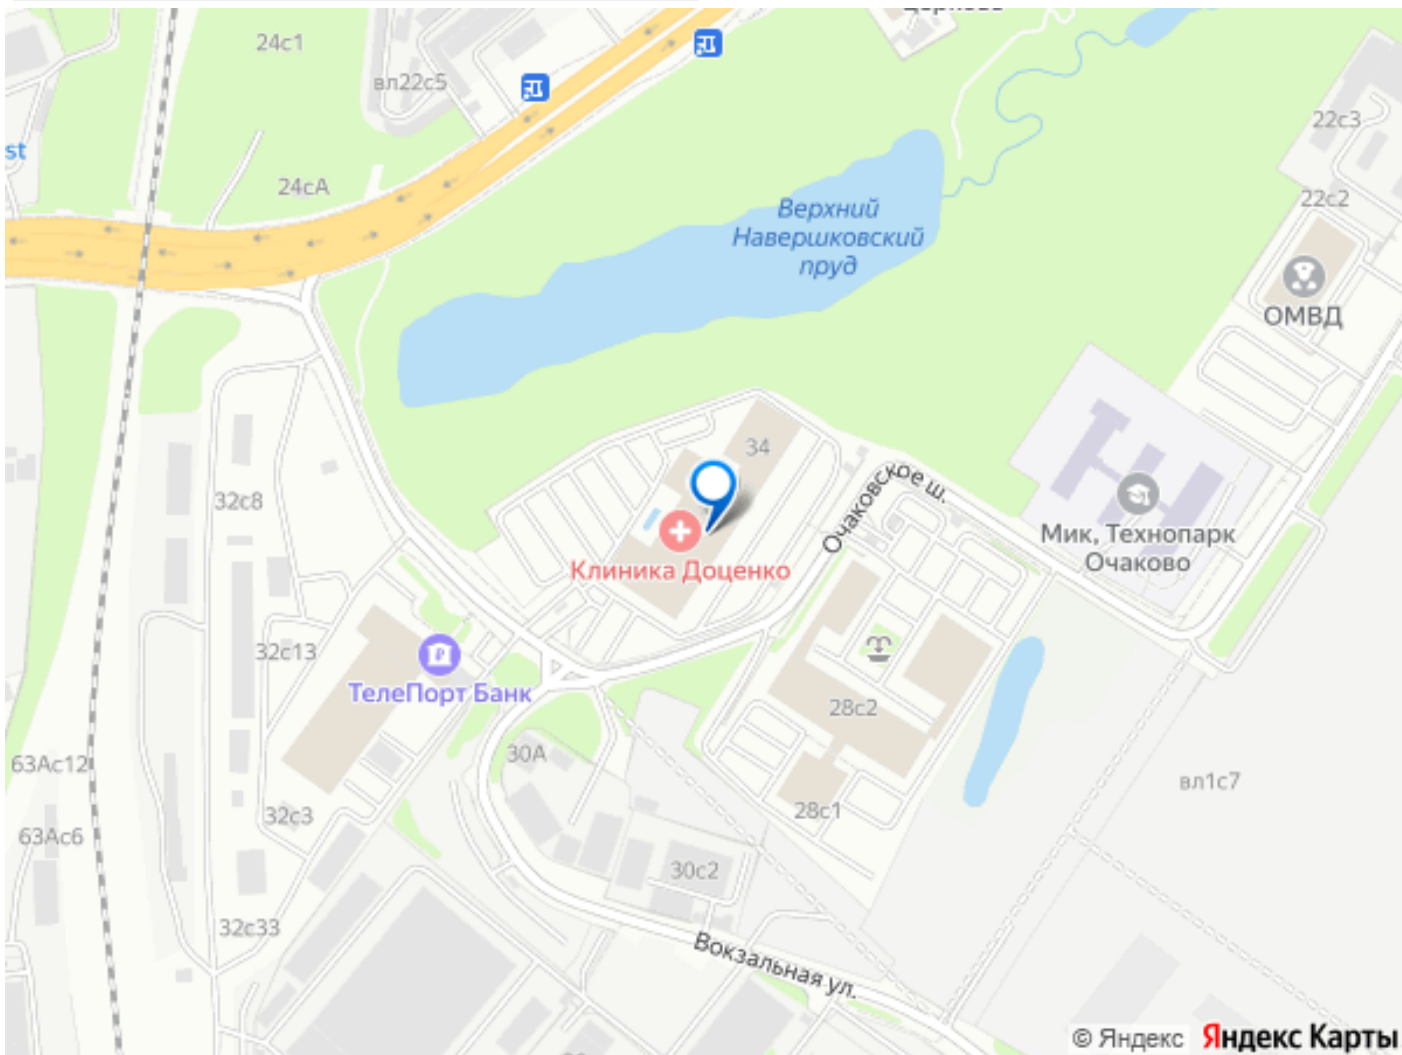 24с1
вл22с5
st
24сА
22с3
22с2
Верхний
Навершковский
пруд
ОМВД
34
Очаковское ш.
32с8
Мик, Технопарк
Очаково
Клиника Доценко
32с13
ТелеПорт Банк
28с2
30А
63Ас12
вл1с7
28с1
32с3
63Ас6
30с2
32с33
Вокзальная ул.
© Яндекс Яндекс Карты